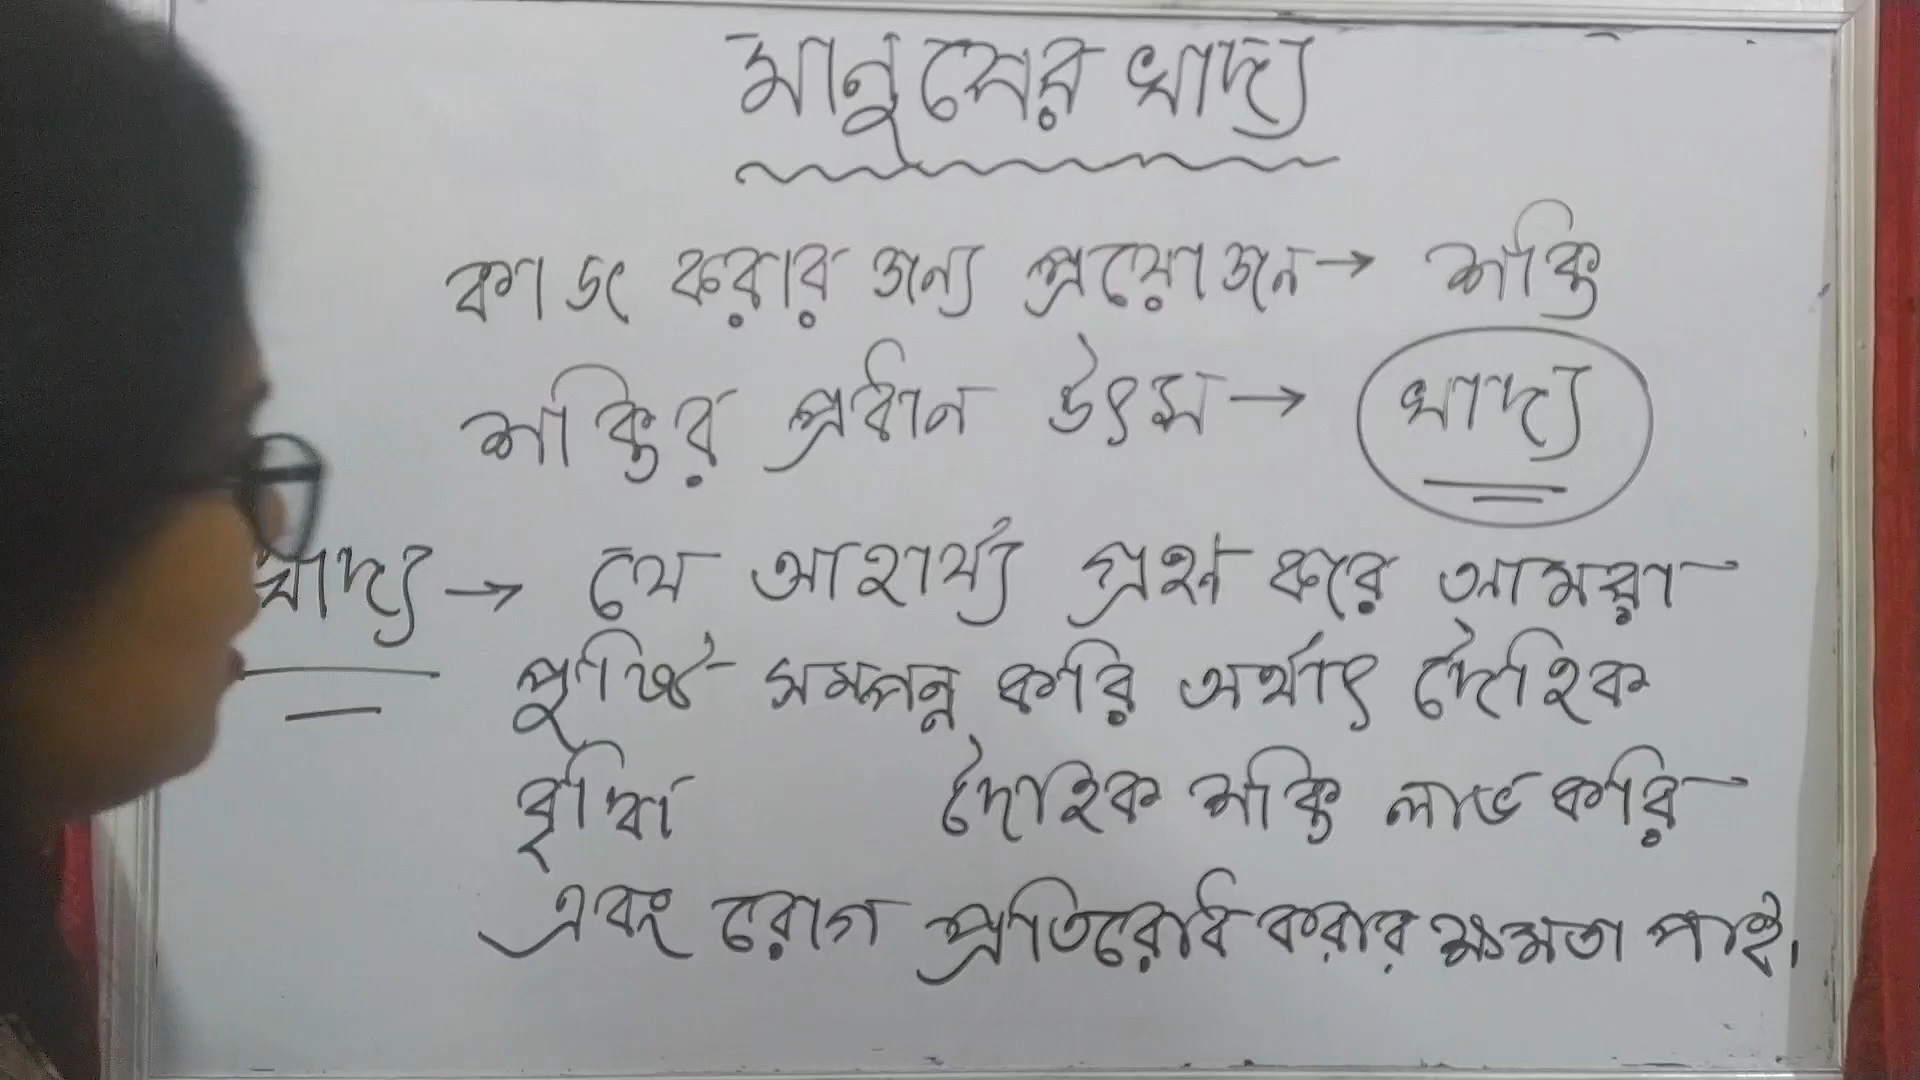 মানুসের খাদ্য
কাজ করার জন্য প্রয়োজন → শক্তি
শক্তির প্রধান উৎস → খাদ্য
খাদ্য → যে আহার্য্য গ্রহণ করে আমরা
পুষ্টি সম্পন্ন করি অর্থাৎ দৈহিক
বৃদ্ধি দৈহিক শক্তি লাভ করি
এবং রোগ প্রতিরোধ করার ক্ষমতা পাই।